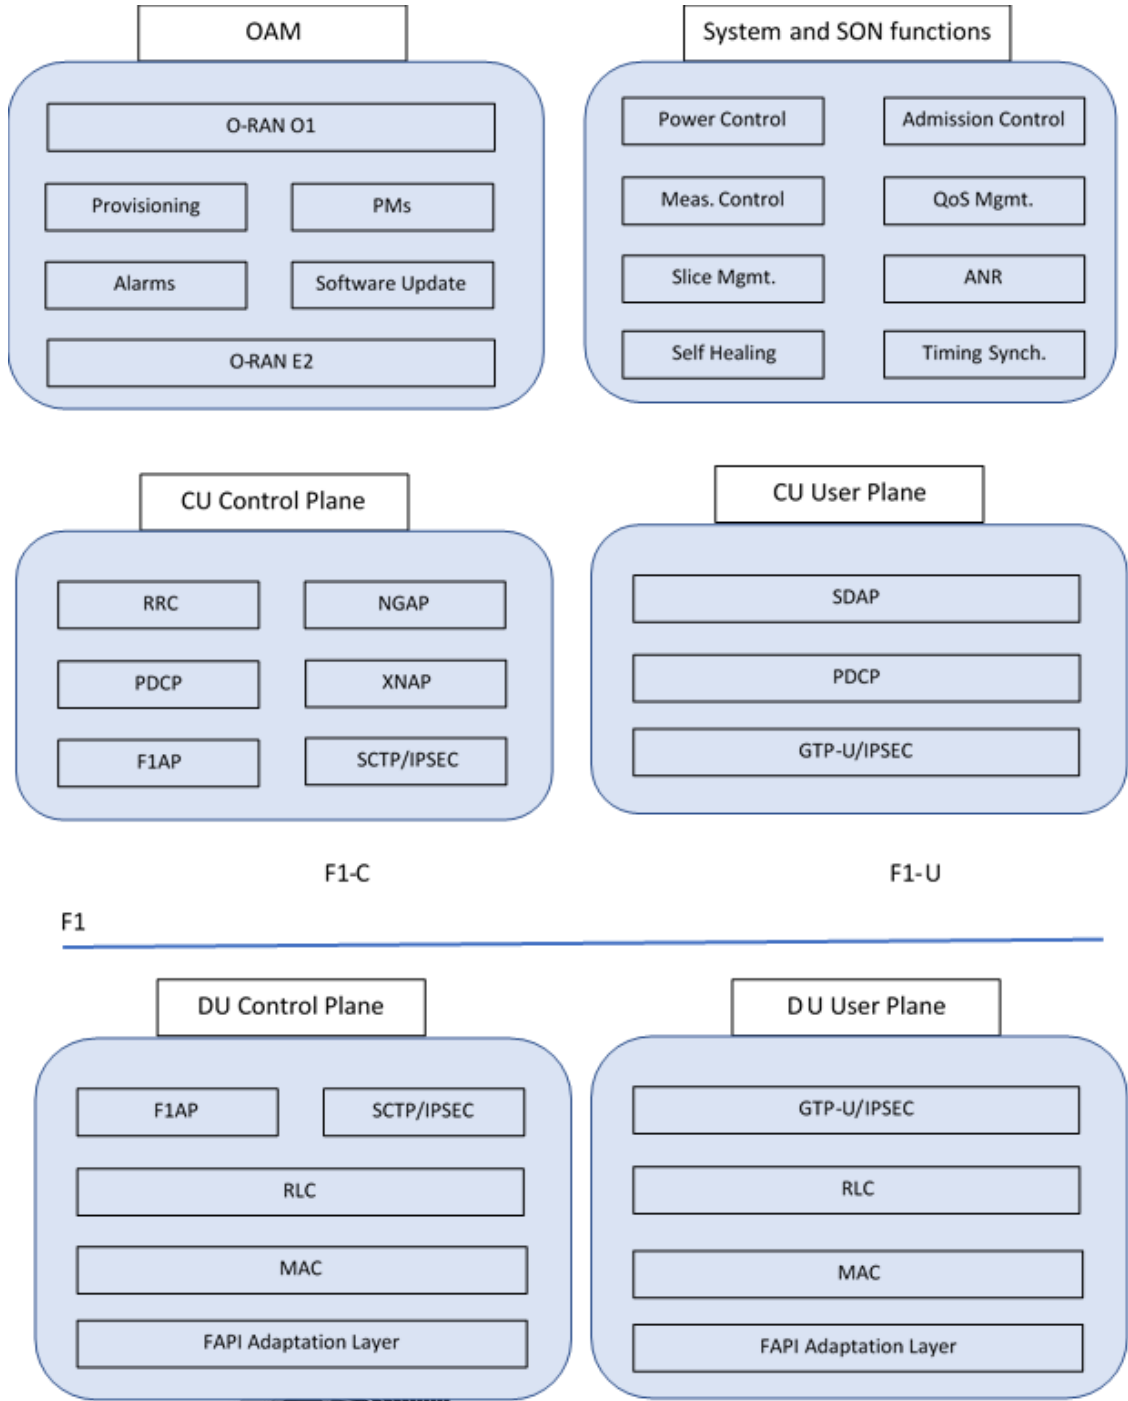 OAM
System and SON functions
O-RAN O1
Provisioning
PMs
Alarms
Software Update
O-RAN E2
Power Control
Admission Control
Meas. Control
QoS Mgmt.
Slice Mgmt.
ANR
Self Healing
Timing Synch.
CU Control Plane
CU User Plane
RRC
NGAP
PDCP
XNAP
F1AP
SCTP/IPSEC
SDAP
PDCP
GTP-U/IPSEC
F1-C
F1-U
F1
DU Control Plane
DU User Plane
F1AP
SCTP/IPSEC
RLC
MAC
FAPI Adaptation Layer
GTP-U/IPSEC
RLC
MAC
FAPI Adaptation Layer